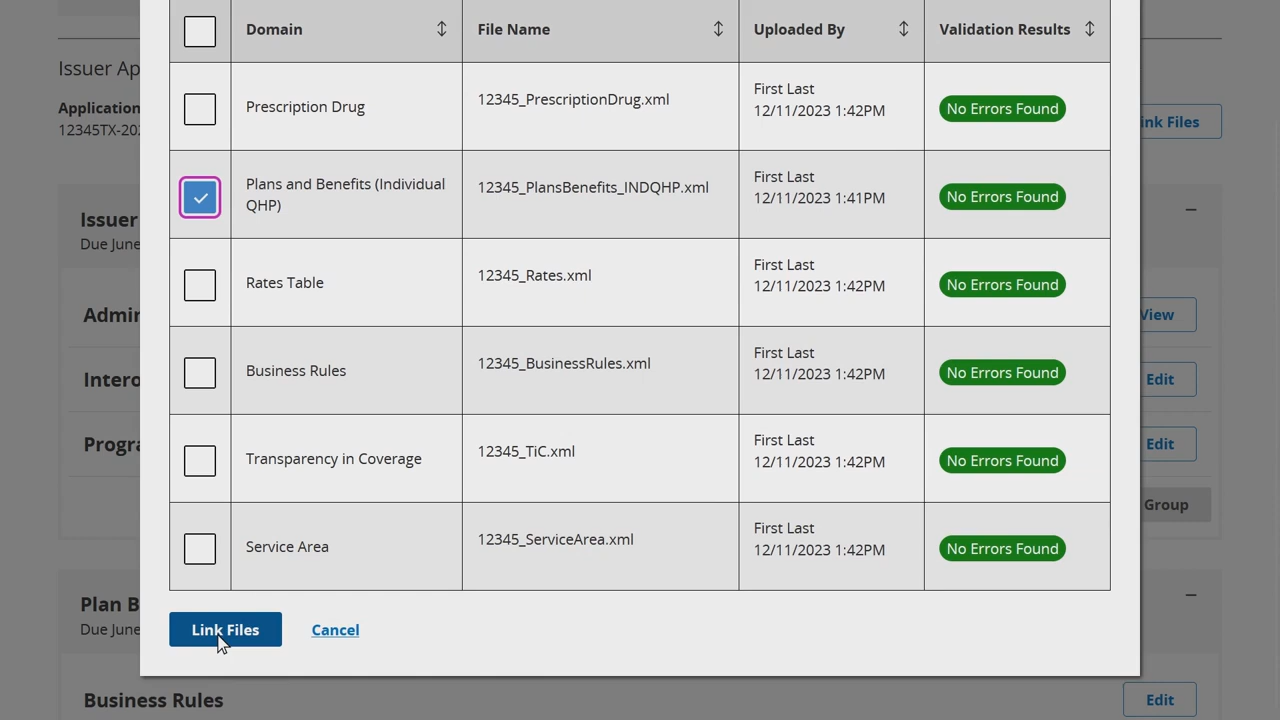 Domain File Name Uploaded By Validation Results
Issuer Ap
Application
12345TX-202
ink Files
Prescription Drug 12345_PrescriptionDrug.xml First Last
12/11/2023 1:42PM No Errors Found
Plans and Benefits (Individual
QHP) 12345_PlansBenefits_INDQHP.xml First Last
12/11/2023 1:41PM No Errors Found
Issuer
Due June
Rates Table 12345_Rates.xml First Last
12/11/2023 1:42PM No Errors Found
Admin
View
Business Rules 12345_BusinessRules.xml First Last
12/11/2023 1:42PM No Errors Found
Intero
Edit
Transparency in Coverage 12345_TiC.xml First Last
12/11/2023 1:42PM No Errors Found
Progra
Edit
Group
Service Area 12345_ServiceArea.xml First Last
12/11/2023 1:42PM No Errors Found
Plan B
Due June
Link Files Cancel
Business Rules Edit